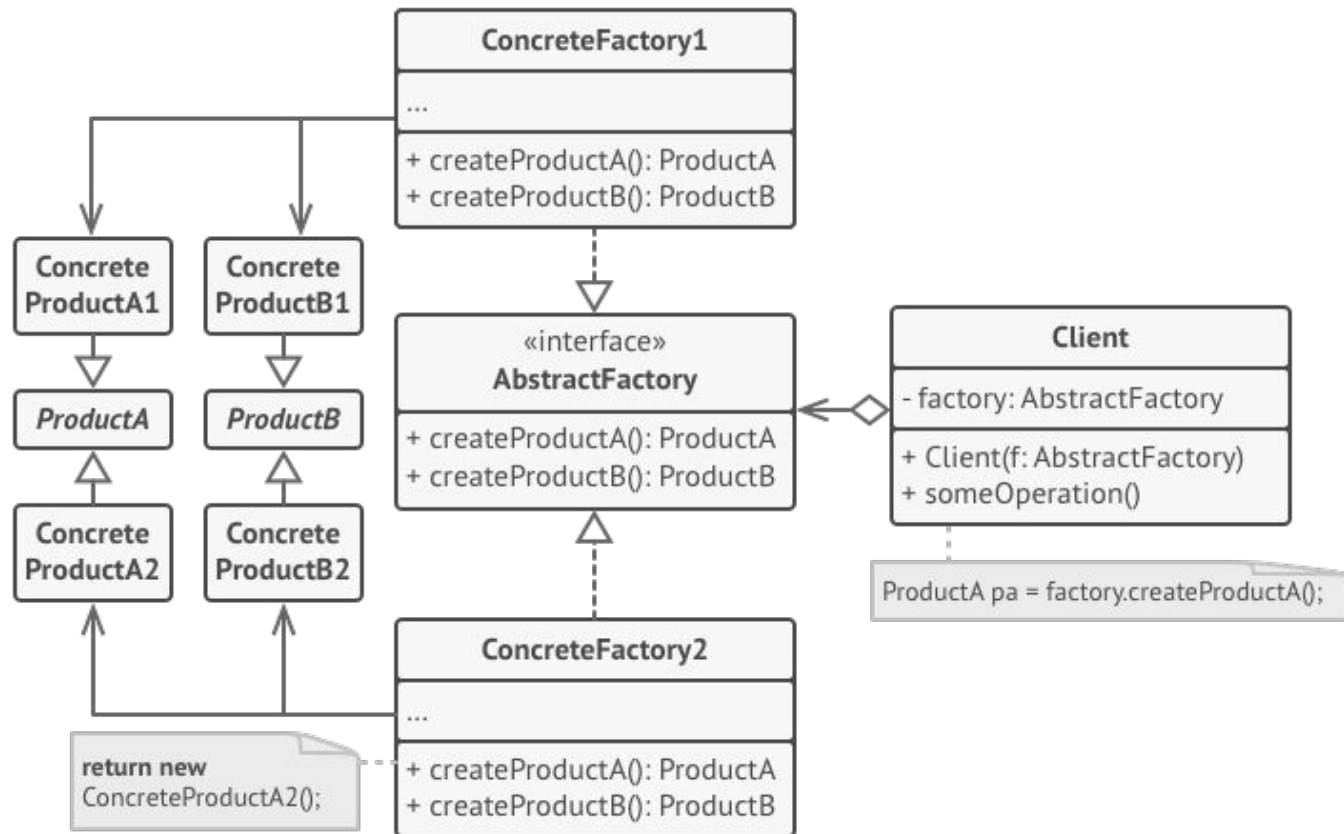 ConcreteFactory1
...
+ createProductA(): ProductA
+ createProductB(): ProductB
Concrete
ProductA1
Concrete
ProductB1
ProductA
ProductB
Concrete
ProductA2
Concrete
ProductB2
«interface»
AbstractFactory
+ createProductA(): ProductA
+ createProductB(): ProductB
Client
- factory: AbstractFactory
+ Client(f: AbstractFactory)
+ someOperation()
ProductA pa = factory.createProductA();
ConcreteFactory2
...
+ createProductA(): ProductA
+ createProductB(): ProductB
return new
ConcreteProductA2();